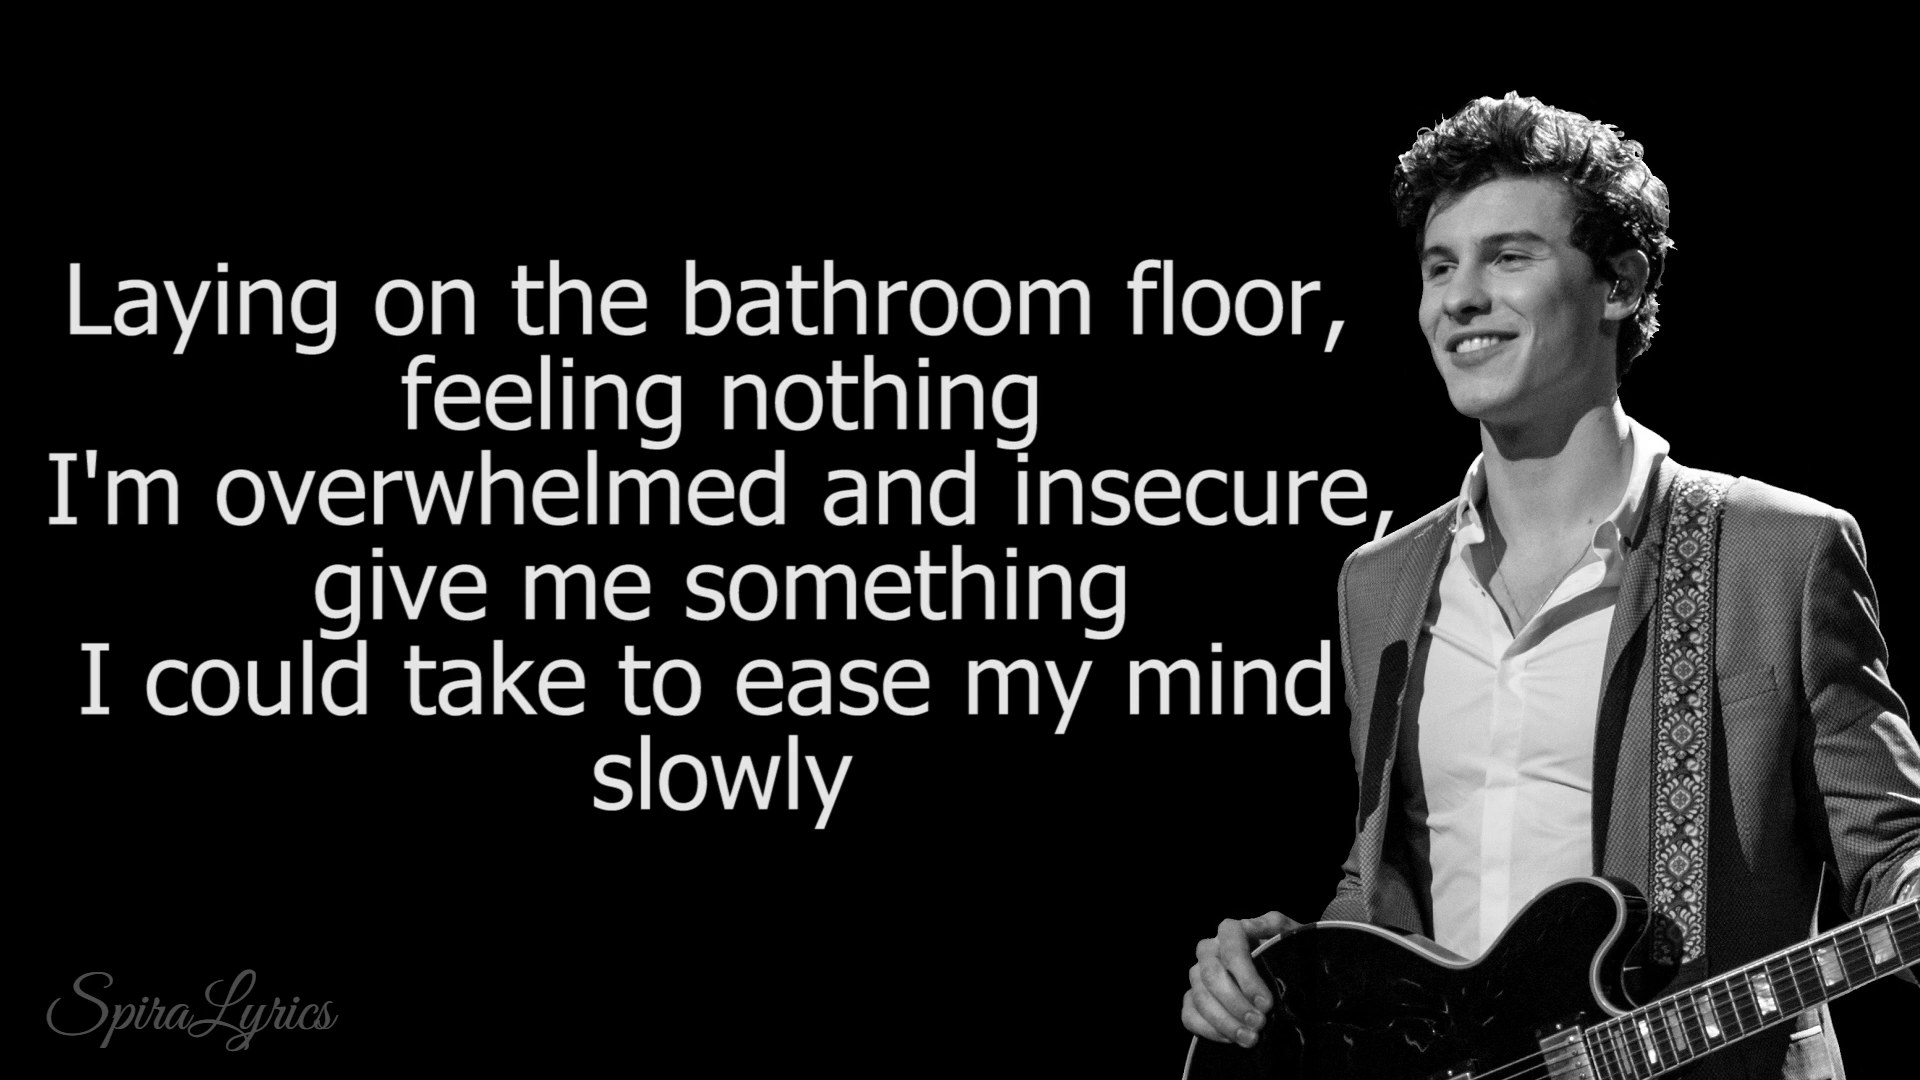 Laying on the bathroom floor,
feeling nothing
I'm overwhelmed and insecure,
give me something
I could take to ease my mind
slowly
SpiraLyrics